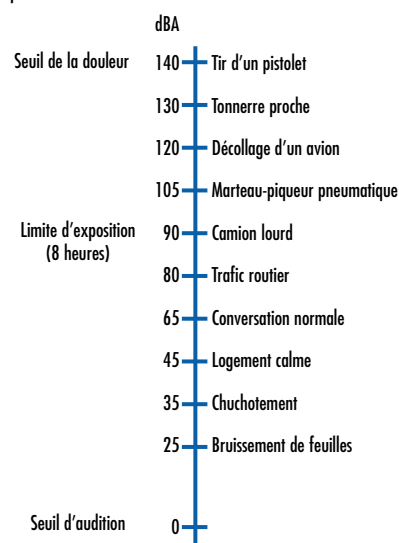 dBA
Seuil de la douleur 140 Tir d'un pistolet
130 Tonnerre proche
120 Décollage d'un avion
105 Marteau-piqueur pneumatique
Limite d'exposition 90 Camion lourd
(8 heures)
80 Trafic routier
65 Conversation normale
45 Logement calme
35 Chuchotement
25 Bruissement de feuilles
Seuil d'audition 0